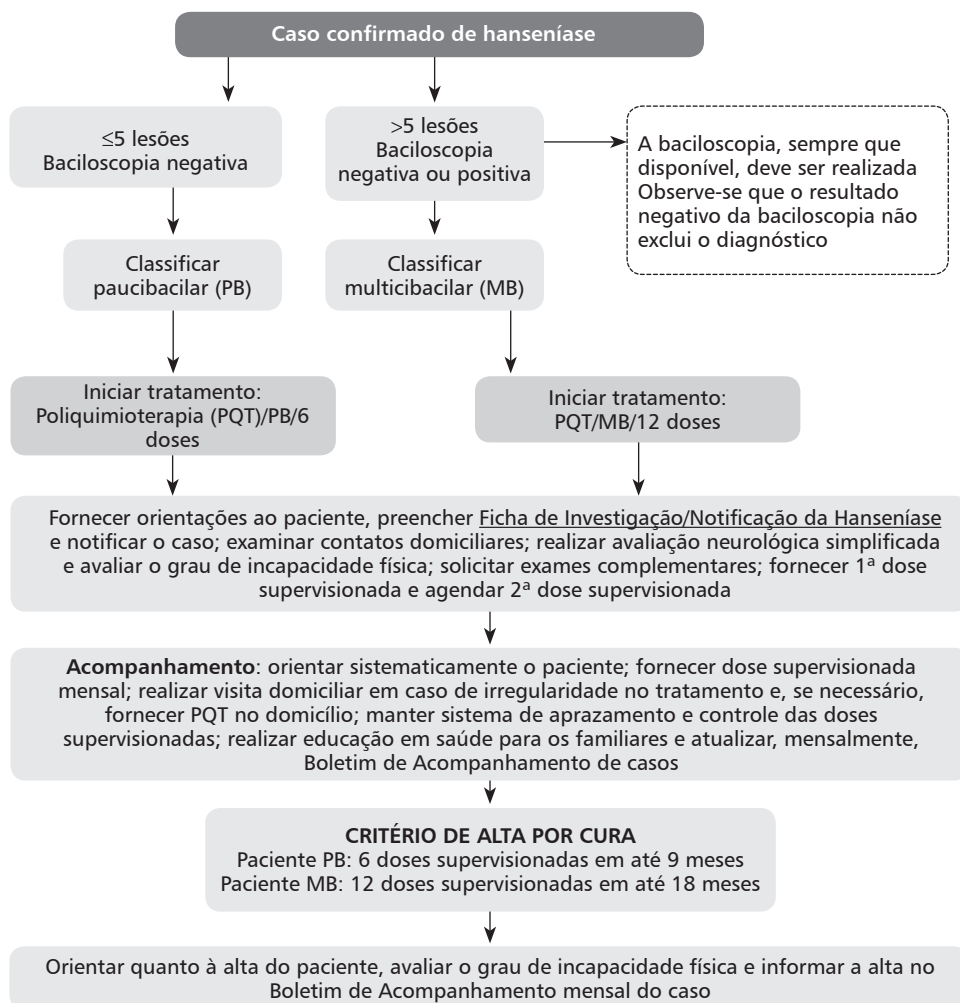 Caso confirmado de hanseníase
≤5 lesões
Baciloscopia negativa
>5 lesões
Baciloscopia
negativa ou positiva
A baciloscopia, sempre que
disponível, deve ser realizada
Observe-se que o resultado
negativo da baciloscopia não
exclui o diagnóstico
Classificar
paucibacilar (PB)
Classificar
multicibacilar (MB)
Iniciar tratamento:
Poliquimioterapia (PQT)/PB/6
doses
Iniciar tratamento:
PQT/MB/12 doses
Fornecer orientações ao paciente, preencher Ficha de Investigação/Notificação da Hanseníase
e notificar o caso; examinar contatos domiciliares; realizar avaliação neurológica simplificada
e avaliar o grau de incapacidade física; solicitar exames complementares; fornecer 1ª dose
supervisionada e agendar 2ª dose supervisionada
Acompanhamento: orientar sistematicamente o paciente; fornecer dose supervisionada
mensal; realizar visita domiciliar em caso de irregularidade no tratamento e, se necessário,
fornecer PQT no domicílio; manter sistema de aprazamento e controle das doses
supervisionadas; realizar educação em saúde para os familiares e atualizar, mensalmente,
Boletim de Acompanhamento de casos
CRITÉRIO DE ALTA POR CURA
Paciente PB: 6 doses supervisionadas em até 9 meses
Paciente MB: 12 doses supervisionadas em até 18 meses
Orientar quanto à alta do paciente, avaliar o grau de incapacidade física e informar a alta no
Boletim de Acompanhamento mensal do caso